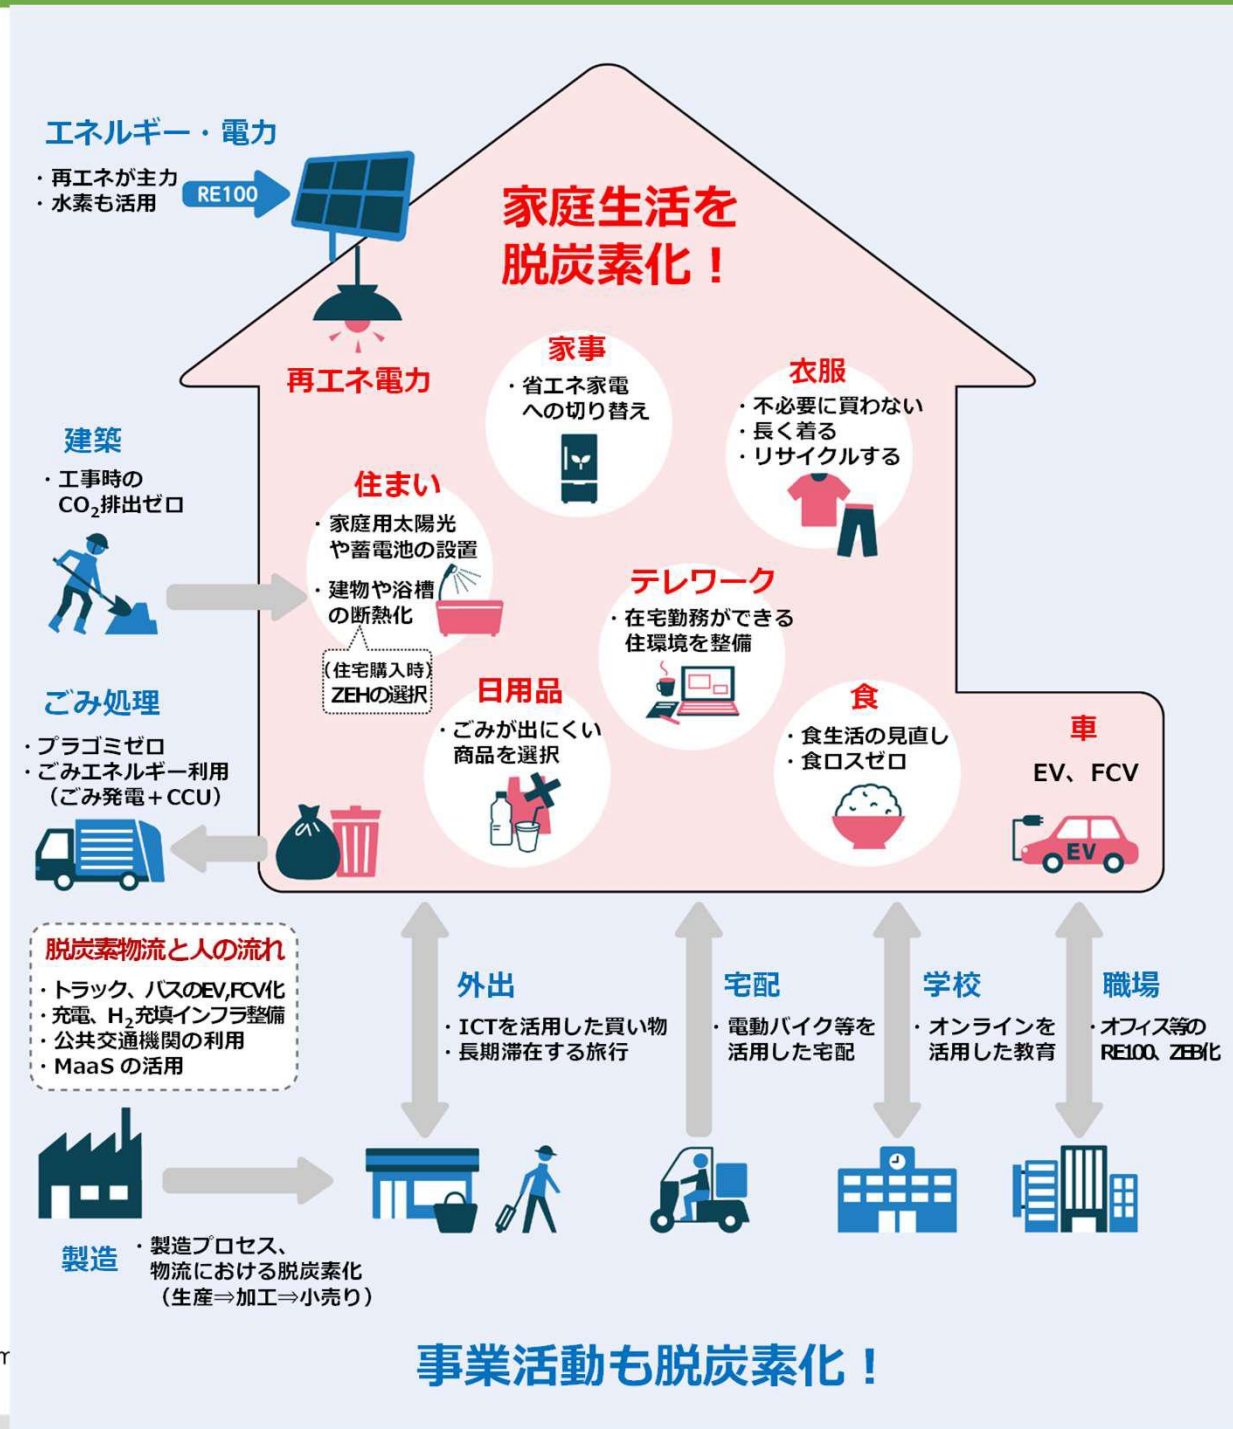 エネルギー・電力
・再エネが主力
・水素も活用
RE100
家庭生活を
脱炭素化！
再エネ電力
家事
・省エネ家電
への切り替え
衣服
・不必要に買わない
・長く着る
・リサイクルする
建築
・工事時の
CO₂排出ゼロ
住まい
・家庭用太陽光
や蓄電池の設置
・建物や浴槽
の断熱化
(住宅購入時)
ZEHの選択
テレワーク
・在宅勤務ができる
住環境を整備
ごみ処理
・プラゴミゼロ
・ごみエネルギー利用
（ごみ発電＋CCU）
日用品
・ごみが出にくい
商品を選択
食
・食生活の見直し
・食ロスゼロ
車
EV、FCV
EV
脱炭素物流と人の流れ
・トラック、バスのEV,FCV化
・充電、H₂充填インフラ整備
・公共交通機関の利用
・MaaS の活用
外出
・ICTを活用した買い物
・長期滞在する旅行
宅配
・電動バイク等を
活用した宅配
学校
・オンラインを
活用した教育
職場
・オフィス等の
RE100、ZEB化
製造
・製造プロセス、
物流における脱炭素化
（生産⇒加工⇒小売り）
事業活動も脱炭素化！